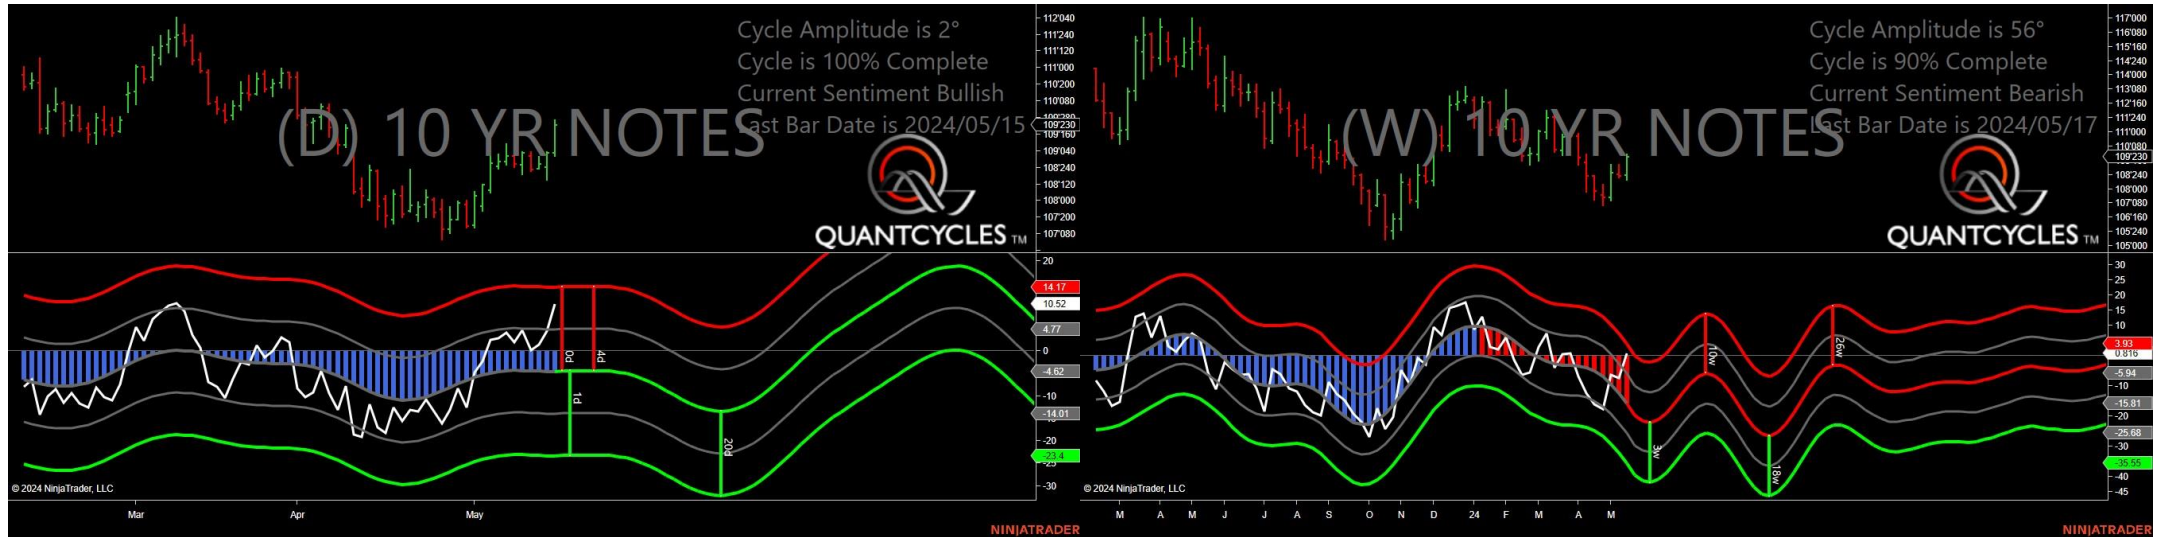 Cycle Amplitude is 2°
Cycle is 100% Complete
Current Sentiment Bullish
Last Bar Date is 2024/05/15
(D) 10 YR NOTES
QUANTCYCLES TM
112'040
111'240
111'120
111'000
110'200
110'080
109'230
109'160
109'040
108'240
108'120
108'000
107'200
107'080
20
14.17
10.52
4.77
0
-4.62
-10
-14.01
-20
-23.4
-30
0d
4d
1d
20d
© 2024 NinjaTrader, LLC
Mar
Apr
May
NINJATRADER
Cycle Amplitude is 56°
Cycle is 90% Complete
Current Sentiment Bearish
Last Bar Date is 2024/05/17
(W) 10 YR NOTES
QUANTCYCLES TM
117'000
116'080
115'160
114'240
114'000
113'080
112'160
111'240
111'000
110'080
109'230
108'240
108'000
107'080
106'160
105'240
105'000
30
25
20
15
10
3.93
0.816
-5.94
-10
-15.81
-20
-25.68
-30
-35.55
-40
-45
10w
26w
3w
18w
© 2024 NinjaTrader, LLC
M
A
M
J
J
A
S
O
N
D
24
F
M
A
M
NINJATRADER